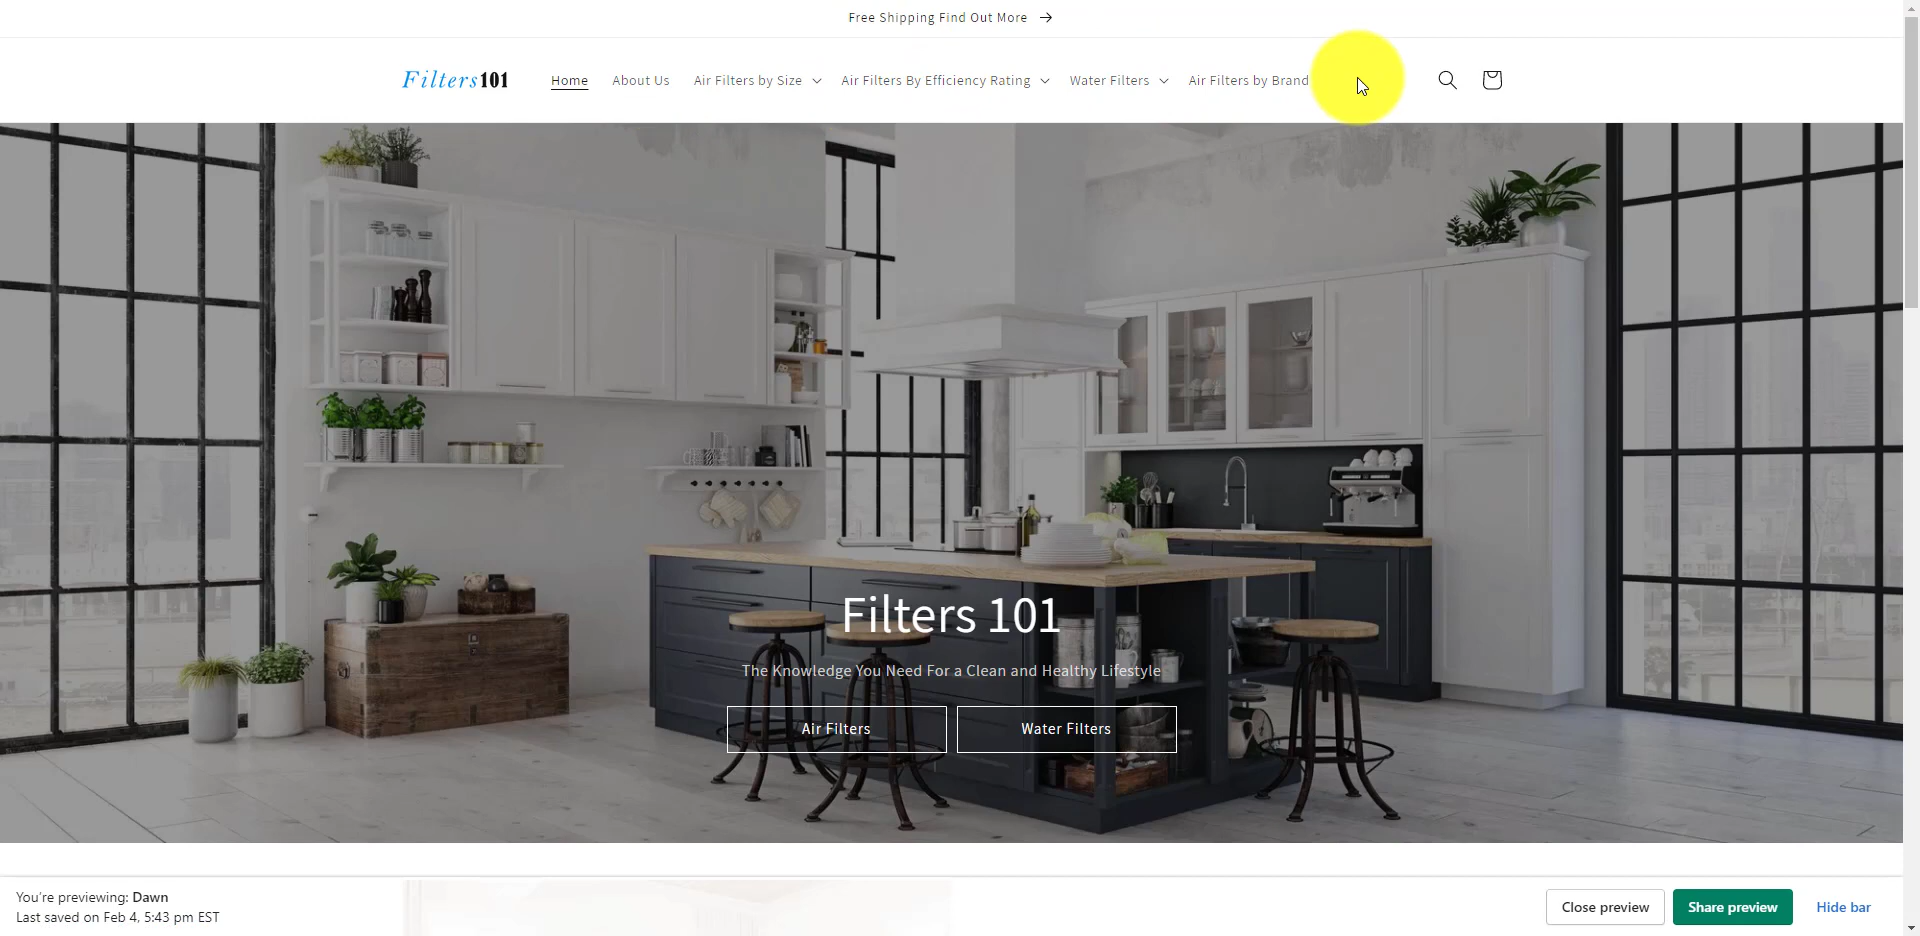 Free Shipping Find Out More
Filters101 Home About Us Air Filters by Size Air Filters By Efficiency Rating Water Filters Air Filters by Brand
Filters 101
The Knowledge You Need For a Clean and Healthy Lifestyle
Air Filters Water Filters
You're previewing: Dawn
Last saved on Feb 4, 5:43 pm EST
Close preview Share preview Hide bar